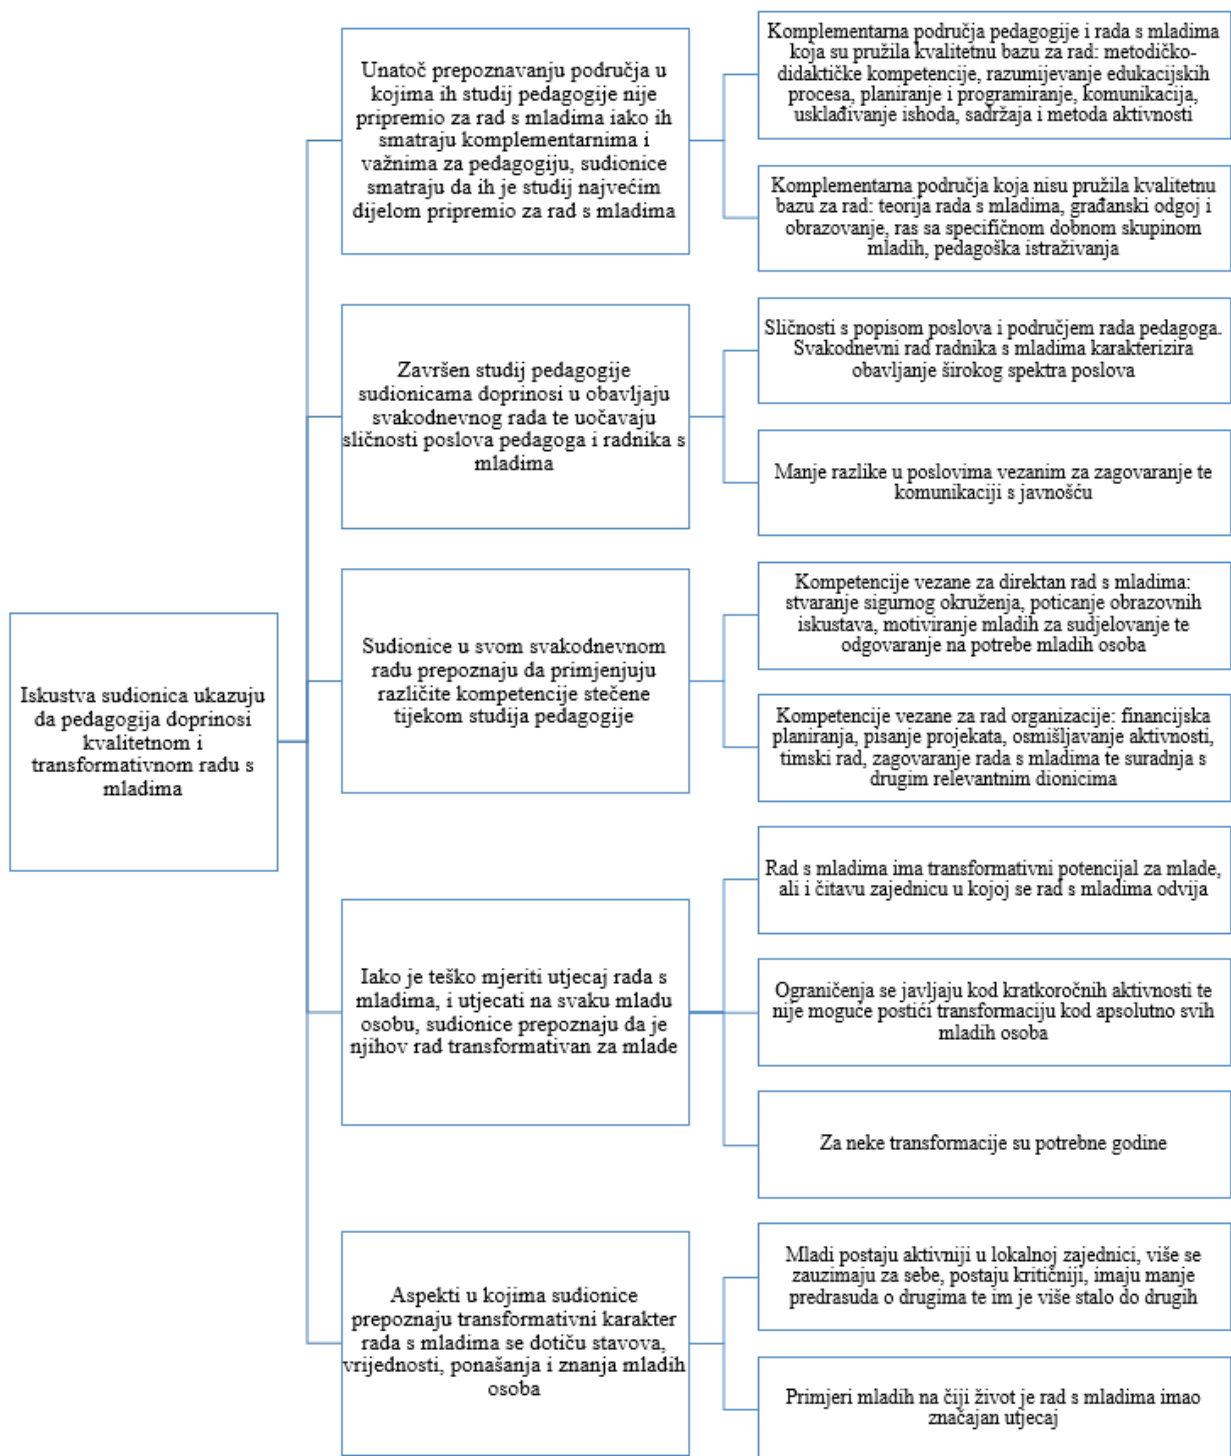 Iskustva sudionica ukazuju
da pedagogija doprinosi
kvalitetnom i
transformativnom radu s
mladima
Unatoč prepoznavanju područja u
kojima ih studij pedagogije nije
pripremio za rad s mladima iako ih
smatraju komplementarnima i
važnima za pedagogiju, sudionice
smatraju da ih je studij najvećim
dijelom pripremio za rad s mladima
Komplementarna područja pedagogije i rada s mladima
koja su pružila kvalitetnu bazu za rad: metodičko-
didaktičke kompetencije, razumijevanje edukacijskih
procesa, planiranje i programiranje, komunikacija,
usklađivanje ishoda, sadržaja i metoda aktivnosti
Komplementarna područja koja nisu pružila kvalitetnu
bazu za rad: teorija rada s mladima, građanski odgoj i
obrazovanje, ras sa specifičnom dobnom skupinom
mladih, pedagoška istraživanja
Završen studij pedagogije
sudionicama doprinosi u obavljaju
svakodnevnog rada te uočavaju
sličnosti poslova pedagoga i radnika s
mladima
Sličnosti s popisom poslova i područjem rada pedagoga.
Svakodnevni rad radnika s mladima karakterizira
obavljanje širokog spektra poslova
Manje razlike u poslovima vezanim za zagovaranje te
komunikaciji s javnošću
Sudionice u svom svakodnevnom
radu prepoznaju da primjenjuju
različite kompetencije stečene
tijekom studija pedagogije
Kompetencije vezane za direktan rad s mladima:
stvaranje sigurnog okruženja, poticanje obrazovnih
iskustava, motiviranje mladih za sudjelovanje te
odgovaranje na potrebe mladih osoba
Kompetencije vezane za rad organizacije: financijska
planiranja, pisanje projekata, osmišljavanje aktivnosti,
timski rad, zagovaranje rada s mladima te suradnja s
drugim relevantnim dionicima
Iako je teško mjeriti utjecaj rada s
mladima, i utjecati na svaku mladu
osobu, sudionice prepoznaju da je
njihov rad transformativan za mlade
Rad s mladima ima transformativni potencijal za mlade,
ali i čitavu zajednicu u kojoj se rad s mladima odvija
Ograničenja se javljaju kod kratkoročnih aktivnosti te
nije moguće postići transformaciju kod apsolutno svih
mladih osoba
Za neke transformacije su potrebne godine
Aspekti u kojima sudionice
prepoznaju transformativni karakter
rada s mladima se dotiču stavova,
vrijednosti, ponašanja i znanja mladih
osoba
Mladi postaju aktivniji u lokalnoj zajednici, više se
zauzimaju za sebe, postaju kritičniji, imaju manje
predrasuda o drugima te im je više stalo do drugih
Primjeri mladih na čiji život je rad s mladima imao
značajan utjecaj